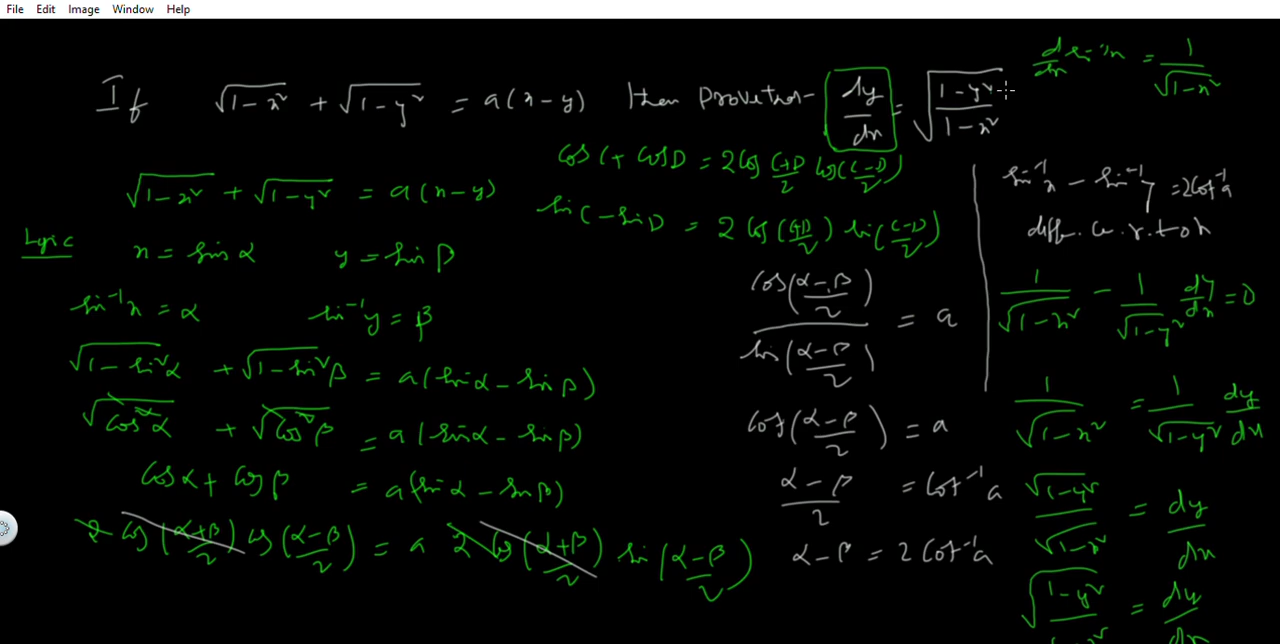 File Edit Image Window Help
If √(1-x²) + √(1-y²) = a(x-y) then prove that- dy/dx = √((1-y²)/(1-x²))
d/dx sin⁻¹x = 1/√(1-x²)
cos C + cos D = 2 cos (C+D)/2 cos((C-D)/2)
sin C - sin D = 2 cos((C+D)/2) sin((C-D)/2)
√(1-x²) + √(1-y²) = a(x-y)
Logic
x = sin α y = sin β
sin⁻¹x = α sin⁻¹y = β
√(1-sin²α) + √(1-sin²β) = a(sin α - sin β)
√(cos²α) + √(cos²β) = a(sin α - sin β)
cos α + cos β = a(sin α - sin β)
2 cos((α+β)/2) cos((α-β)/2) = a 2 cos((α+β)/2) sin((α-β)/2)
cos((α-β)/2) / sin((α-β)/2) = a
cot((α-β)/2) = a
(α-β)/2 = cot⁻¹a
α-β = 2cot⁻¹a
sin⁻¹x - sin⁻¹y = 2cot⁻¹a
diff. w.r.to x
1/√(1-x²) - 1/√(1-y²) dy/dx = 0
1/√(1-x²) = 1/√(1-y²) dy/dx
√(1-y²)/√(1-x²) = dy/dx